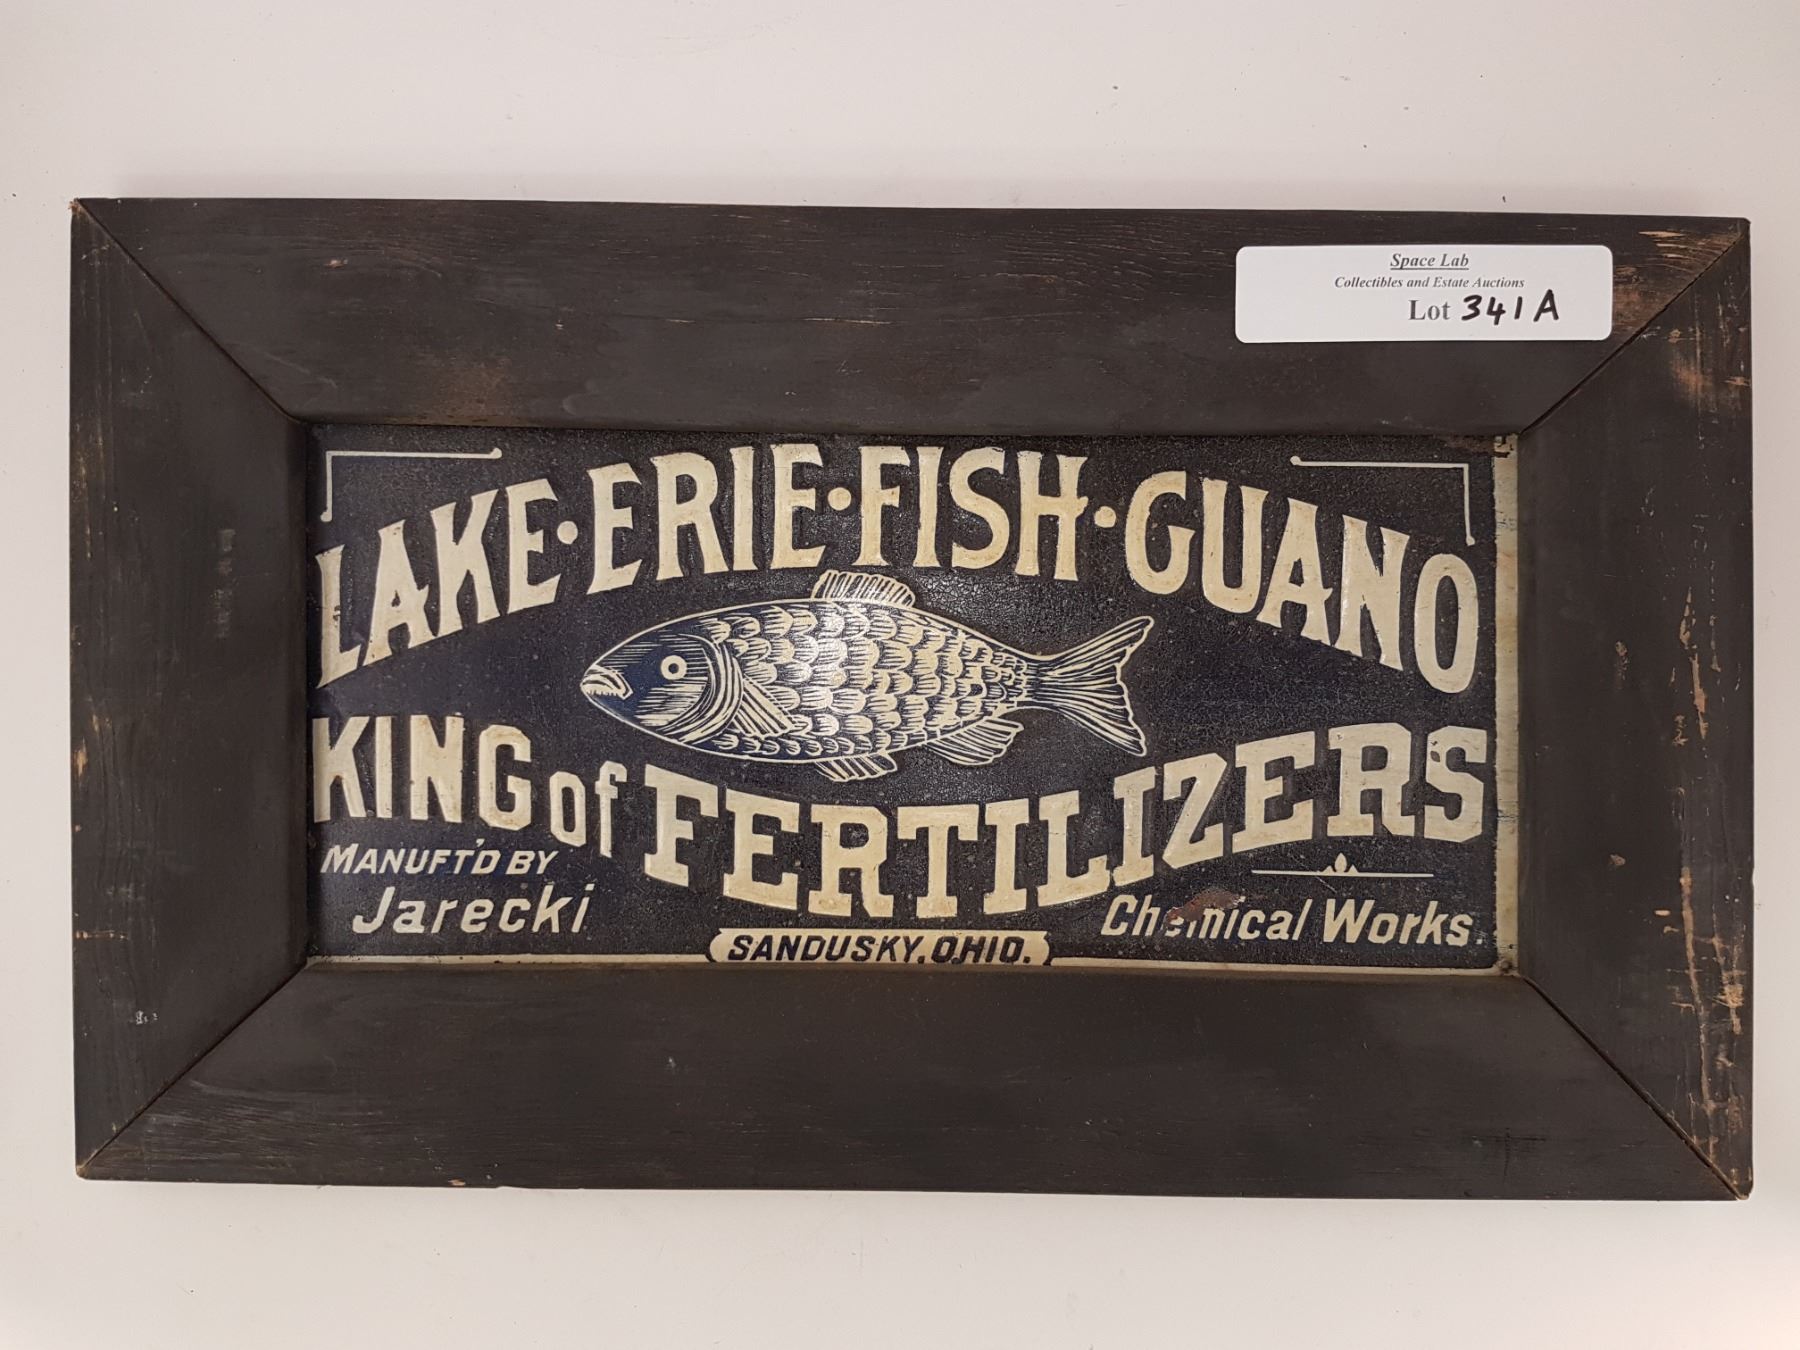 Space Lab
Collectibles and Estate Auctions
Lot 341A
LAKE·ERIE·FISH·GUANO
KING of FERTILIZERS
MANUFT'D BY
Jarecki Chemical Works.
SANDUSKY, OHIO.